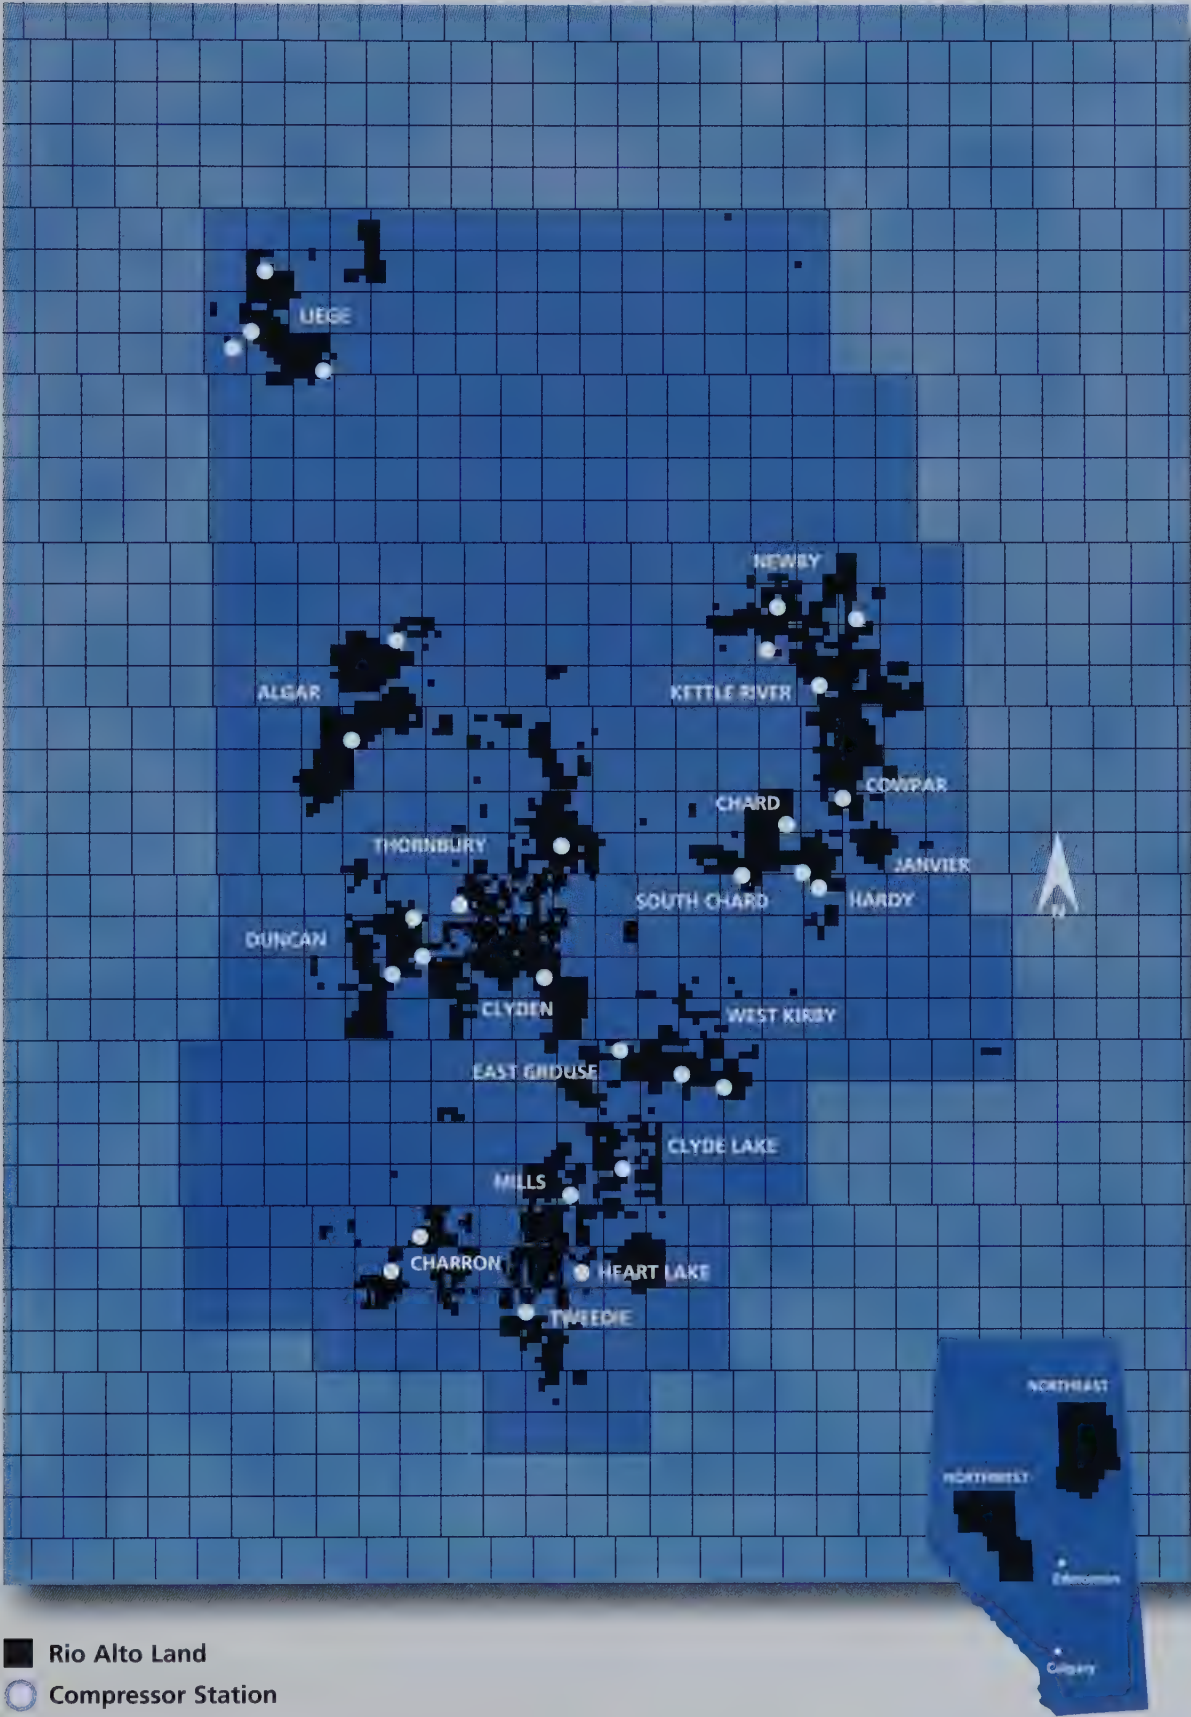 LIEGE
NEWBY
ALGAR
KETTLE RIVER
COWPAR
CHARD
THORNBURY
JANVIER
SOUTH CHARD
HARDY
DUNCAN
N
CLYDEN
WEST KIRBY
EAST GROUSE
CLYDE LAKE
MILLS
CHARRON
HEART LAKE
TWEEDIE
NORTHEAST
NORTHWEST
Edmonton
Calgary
Rio Alto Land
Compressor Station